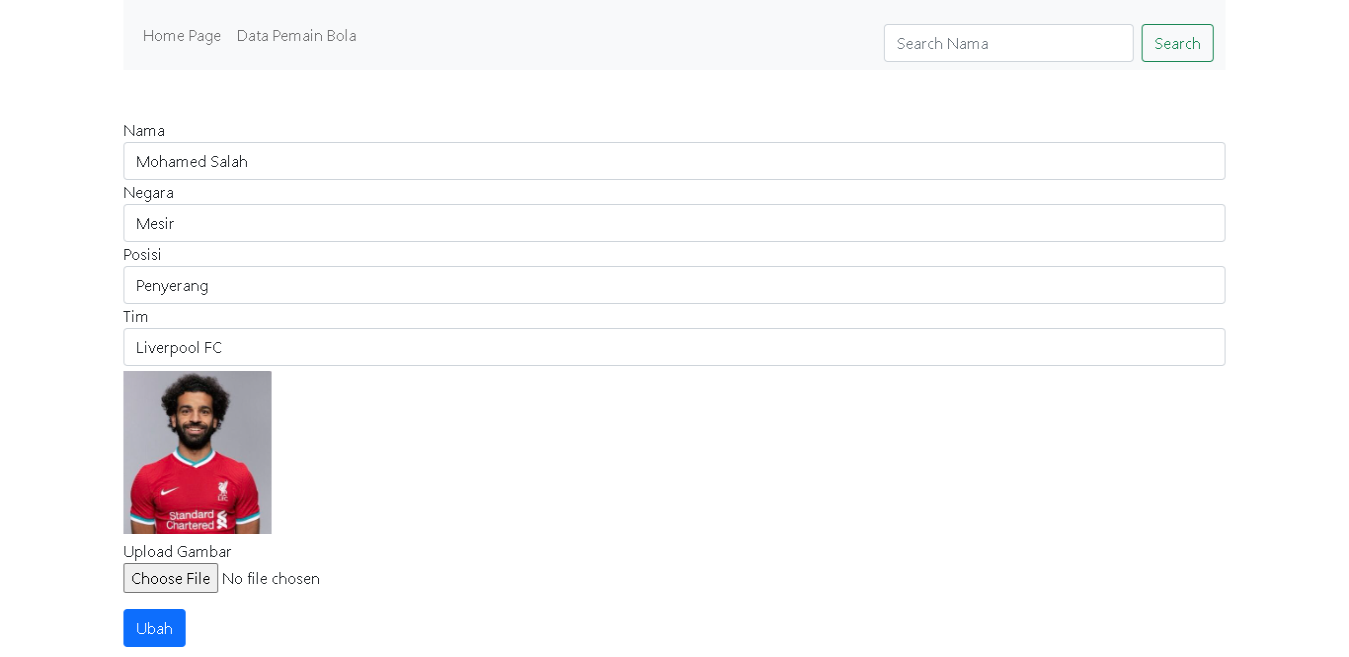 Home Page Data Pemain Bola Search Nama Search
Nama
Mohamed Salah
Negara
Mesir
Posisi
Penyerang
Tim
Liverpool FC
Standard
Chartered
Upload Gambar
Choose File No file chosen
Ubah